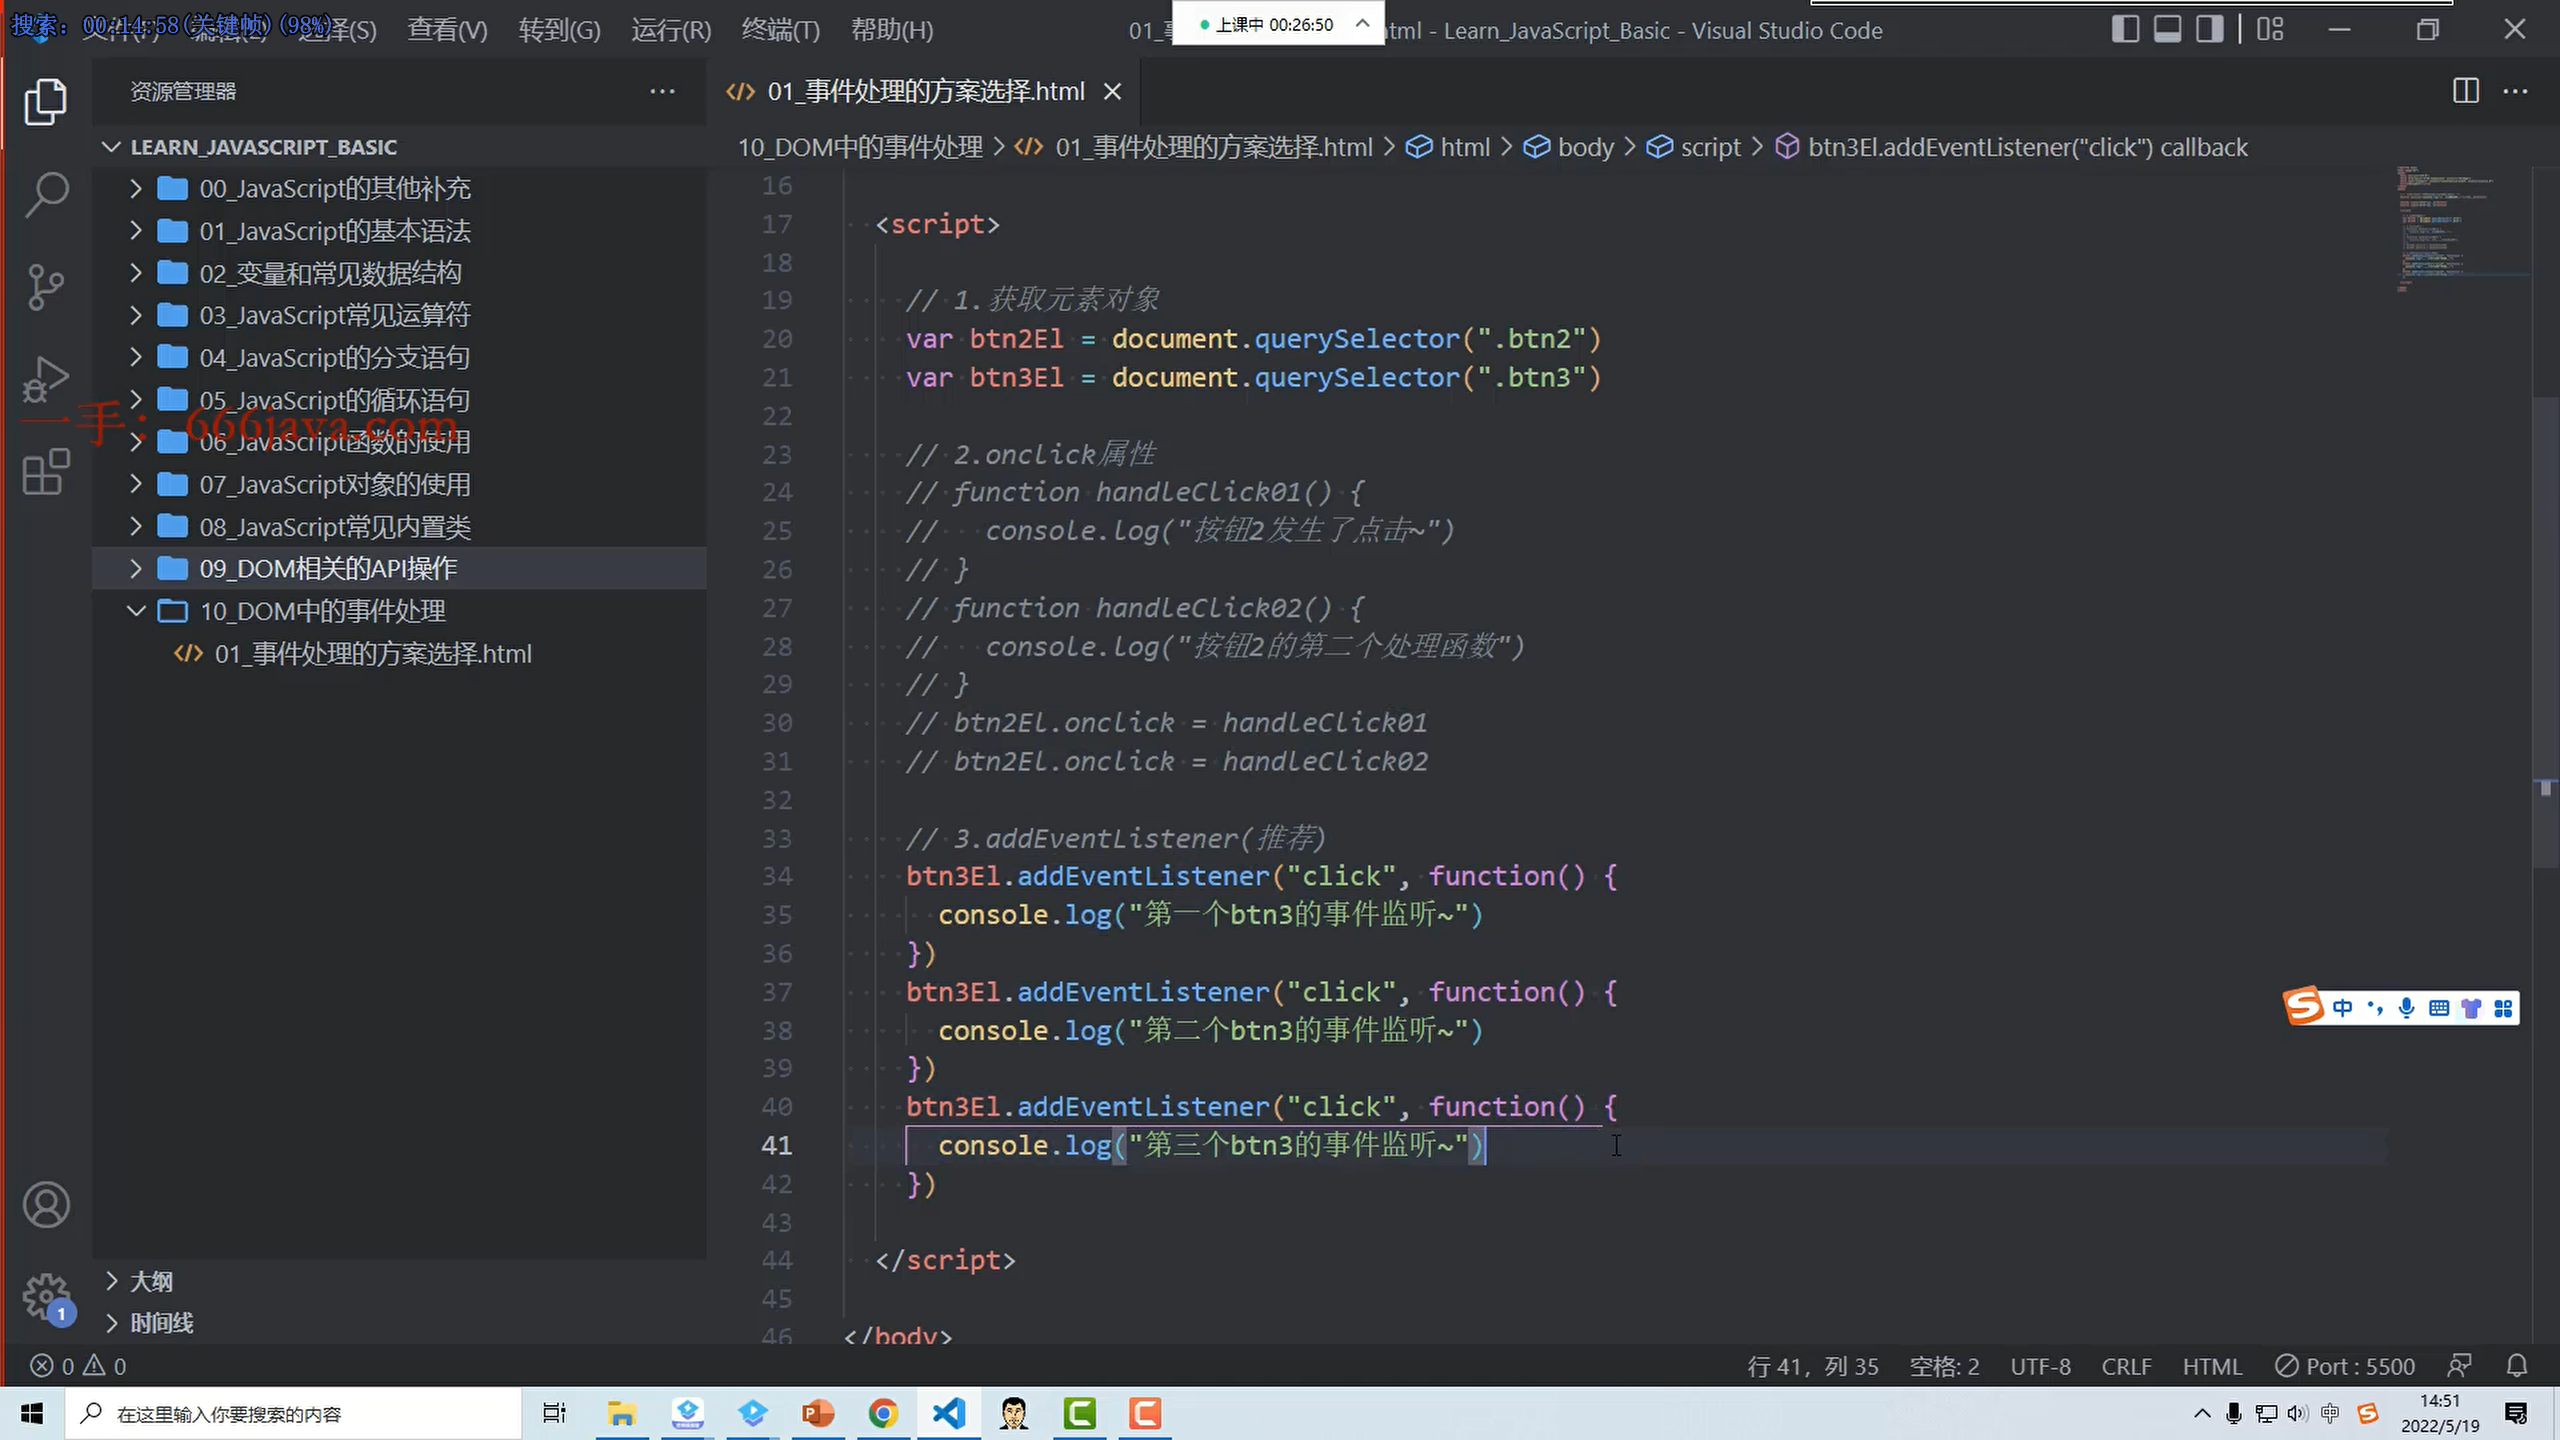 搜索: 00:14:58(关键帧)(98%)
文件(F) 编辑(E) 选择(S) 查看(V) 转到(G) 运行(R) 终端(T) 帮助(H)
上课中 00:26:50
html - Learn_JavaScript_Basic - Visual Studio Code
资源管理器
01_事件处理的方案选择.html
LEARN_JAVASCRIPT_BASIC
10_DOM中的事件处理 > 01_事件处理的方案选择.html > html > body > script > btn3El.addEventListener("click") callback
00_JavaScript的其他补充
01_JavaScript的基本语法
02_变量和常见数据结构
03_JavaScript常见运算符
04_JavaScript的分支语句
05_JavaScript的循环语句
一手：666java.com
06_JavaScript函数的使用
07_JavaScript对象的使用
08_JavaScript常见内置类
09_DOM相关的API操作
10_DOM中的事件处理
01_事件处理的方案选择.html
大纲
时间线
16
17 <script>
18
19 // 1.获取元素对象
20 var btn2El = document.querySelector(".btn2")
21 var btn3El = document.querySelector(".btn3")
22
23 // 2.onclick属性
24 // function handleClick01() {
25 //   console.log("按钮2发生了点击~")
26 // }
27 // function handleClick02() {
28 //   console.log("按钮2的第二个处理函数")
29 // }
30 // btn2El.onclick = handleClick01
31 // btn2El.onclick = handleClick02
32
33 // 3.addEventListener(推荐)
34 btn3El.addEventListener("click", function() {
35   console.log("第一个btn3的事件监听~")
36 })
37 btn3El.addEventListener("click", function() {
38   console.log("第二个btn3的事件监听~")
39 })
40 btn3El.addEventListener("click", function() {
41   console.log("第三个btn3的事件监听~")
42 })
43
44 </script>
45
46 </body>
中
1
0 0
行 41，列 35 空格: 2 UTF-8 CRLF HTML Port : 5500
在这里输入你要搜索的内容
中
14:51
2022/5/19